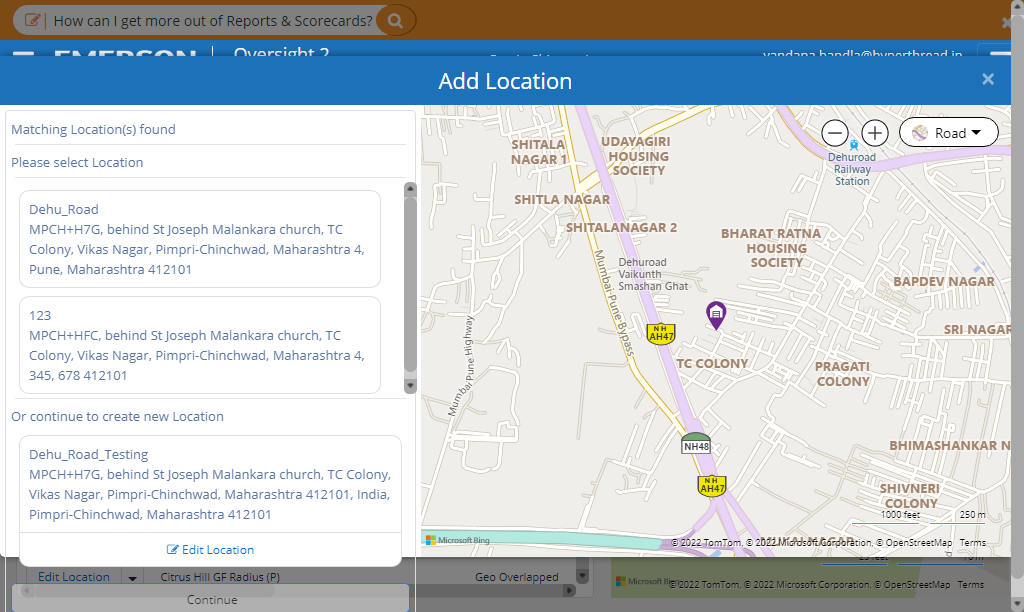 How can I get more out of Reports & Scorecards?
EMERSON
Oversight 2
vandana.bandla@hyperthread.in
Add Location
Matching Location(s) found
Please select Location
Dehu_Road
MPCH+H7G, behind St Joseph Malankara church, TC
Colony, Vikas Nagar, Pimpri-Chinchwad, Maharashtra 4,
Pune, Maharashtra 412101
123
MPCH+HFC, behind St Joseph Malankara church, TC
Colony, Vikas Nagar, Pimpri-Chinchwad, Maharashtra 4,
345, 678 412101
Or continue to create new Location
Dehu_Road_Testing
MPCH+H7G, behind St Joseph Malankara church, TC Colony,
Vikas Nagar, Pimpri-Chinchwad, Maharashtra 412101, India,
Pimpri-Chinchwad, Maharashtra 412101
Edit Location
Edit Location
Citrus Hill GF Radius (P)
Geo Overlapped
Continue
Road
SHITALA
NAGAR 1
UDAYAGIRI
HOUSING
SOCIETY
Dehuroad
Railway
Station
SHITLA NAGAR
SHITALANAGAR 2
BHARAT RATNA
HOUSING
SOCIETY
Dehuroad
Vaikunth
Smashan Ghat
BAPDEV NAGAR
Mumbai-Pune-Bypass
NH
AH47
SRI NAGAR
TC COLONY
PRAGATI
COLONY
Mumbai-Pune Highway
NH48
BHIMASHANKAR N
NH
AH47
SHIVNERI
COLONY
1000 feet
250 m
Microsoft Bing
© 2022 TomTom, © 2022 Microsoft Corporation, © OpenStreetMap Terms
Microsoft Bing
© 2022 TomTom, © 2022 Microsoft Corporation, © OpenStreetMap Terms